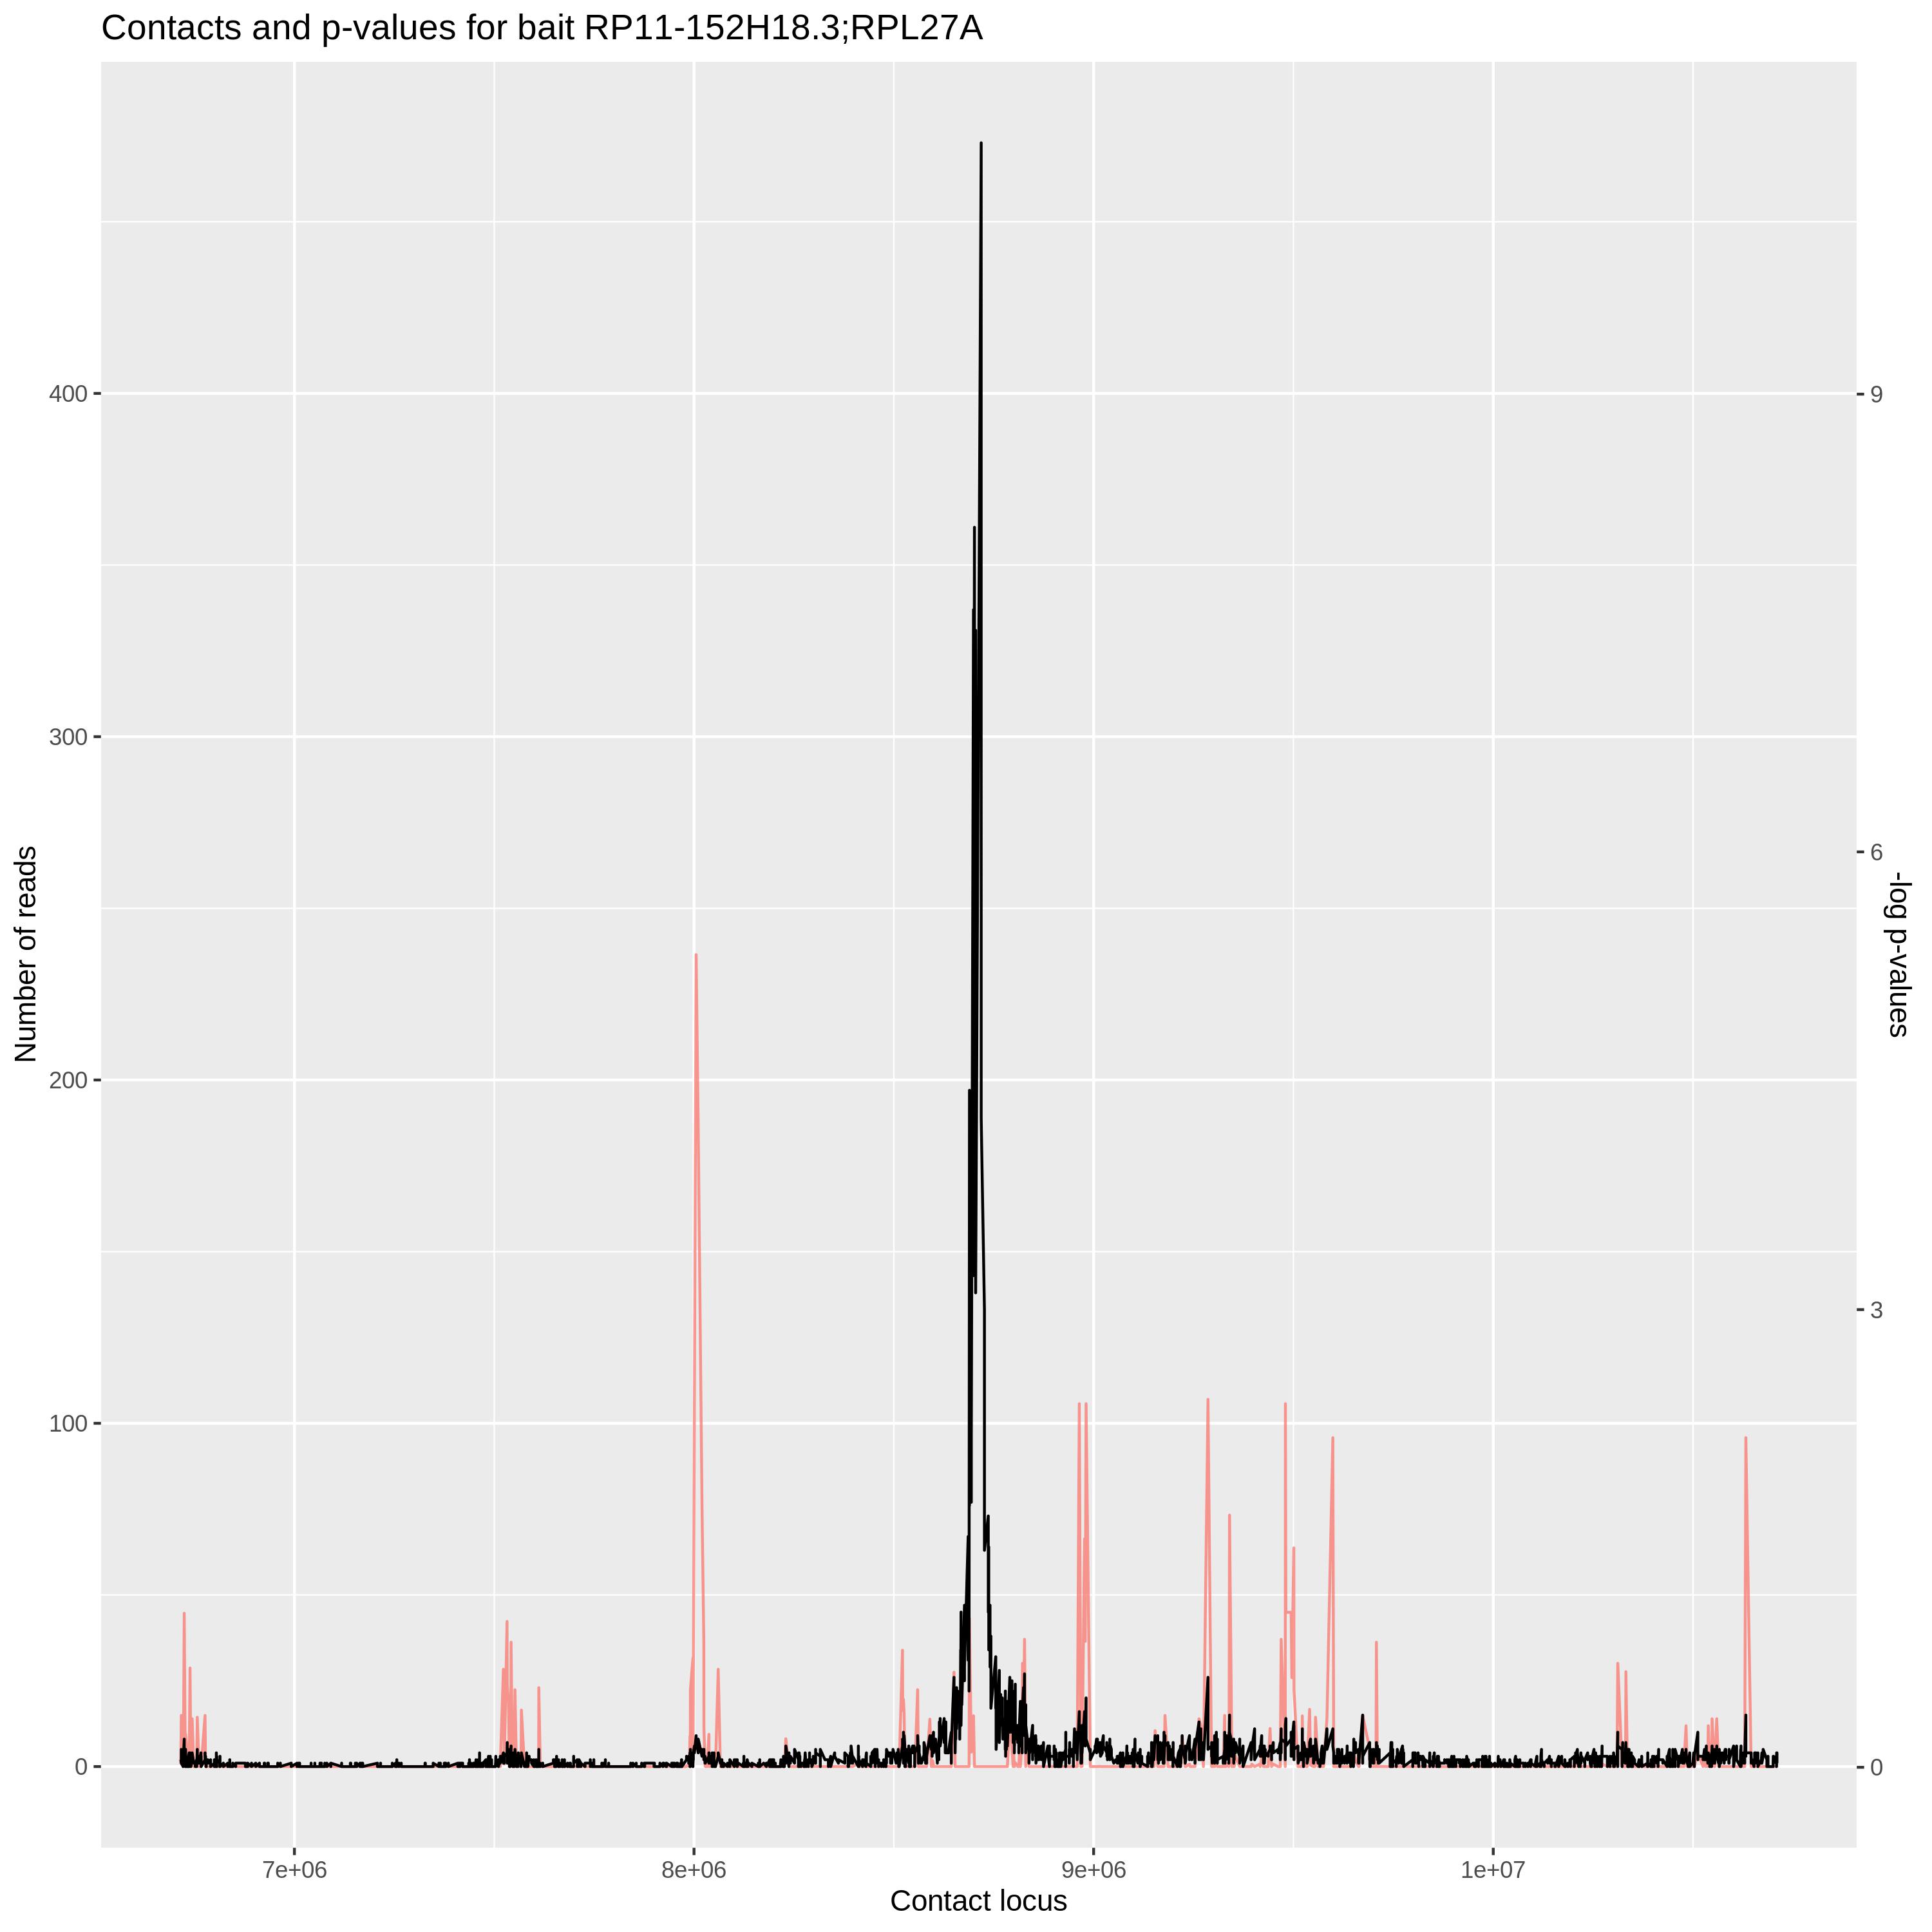 Contacts and p-values for bait RP11-152H18.3;RPL27A
400
300
200
100
0
Number of reads
9
6
3
0
-log p-values
7e+06
8e+06
9e+06
1e+07
Contact locus